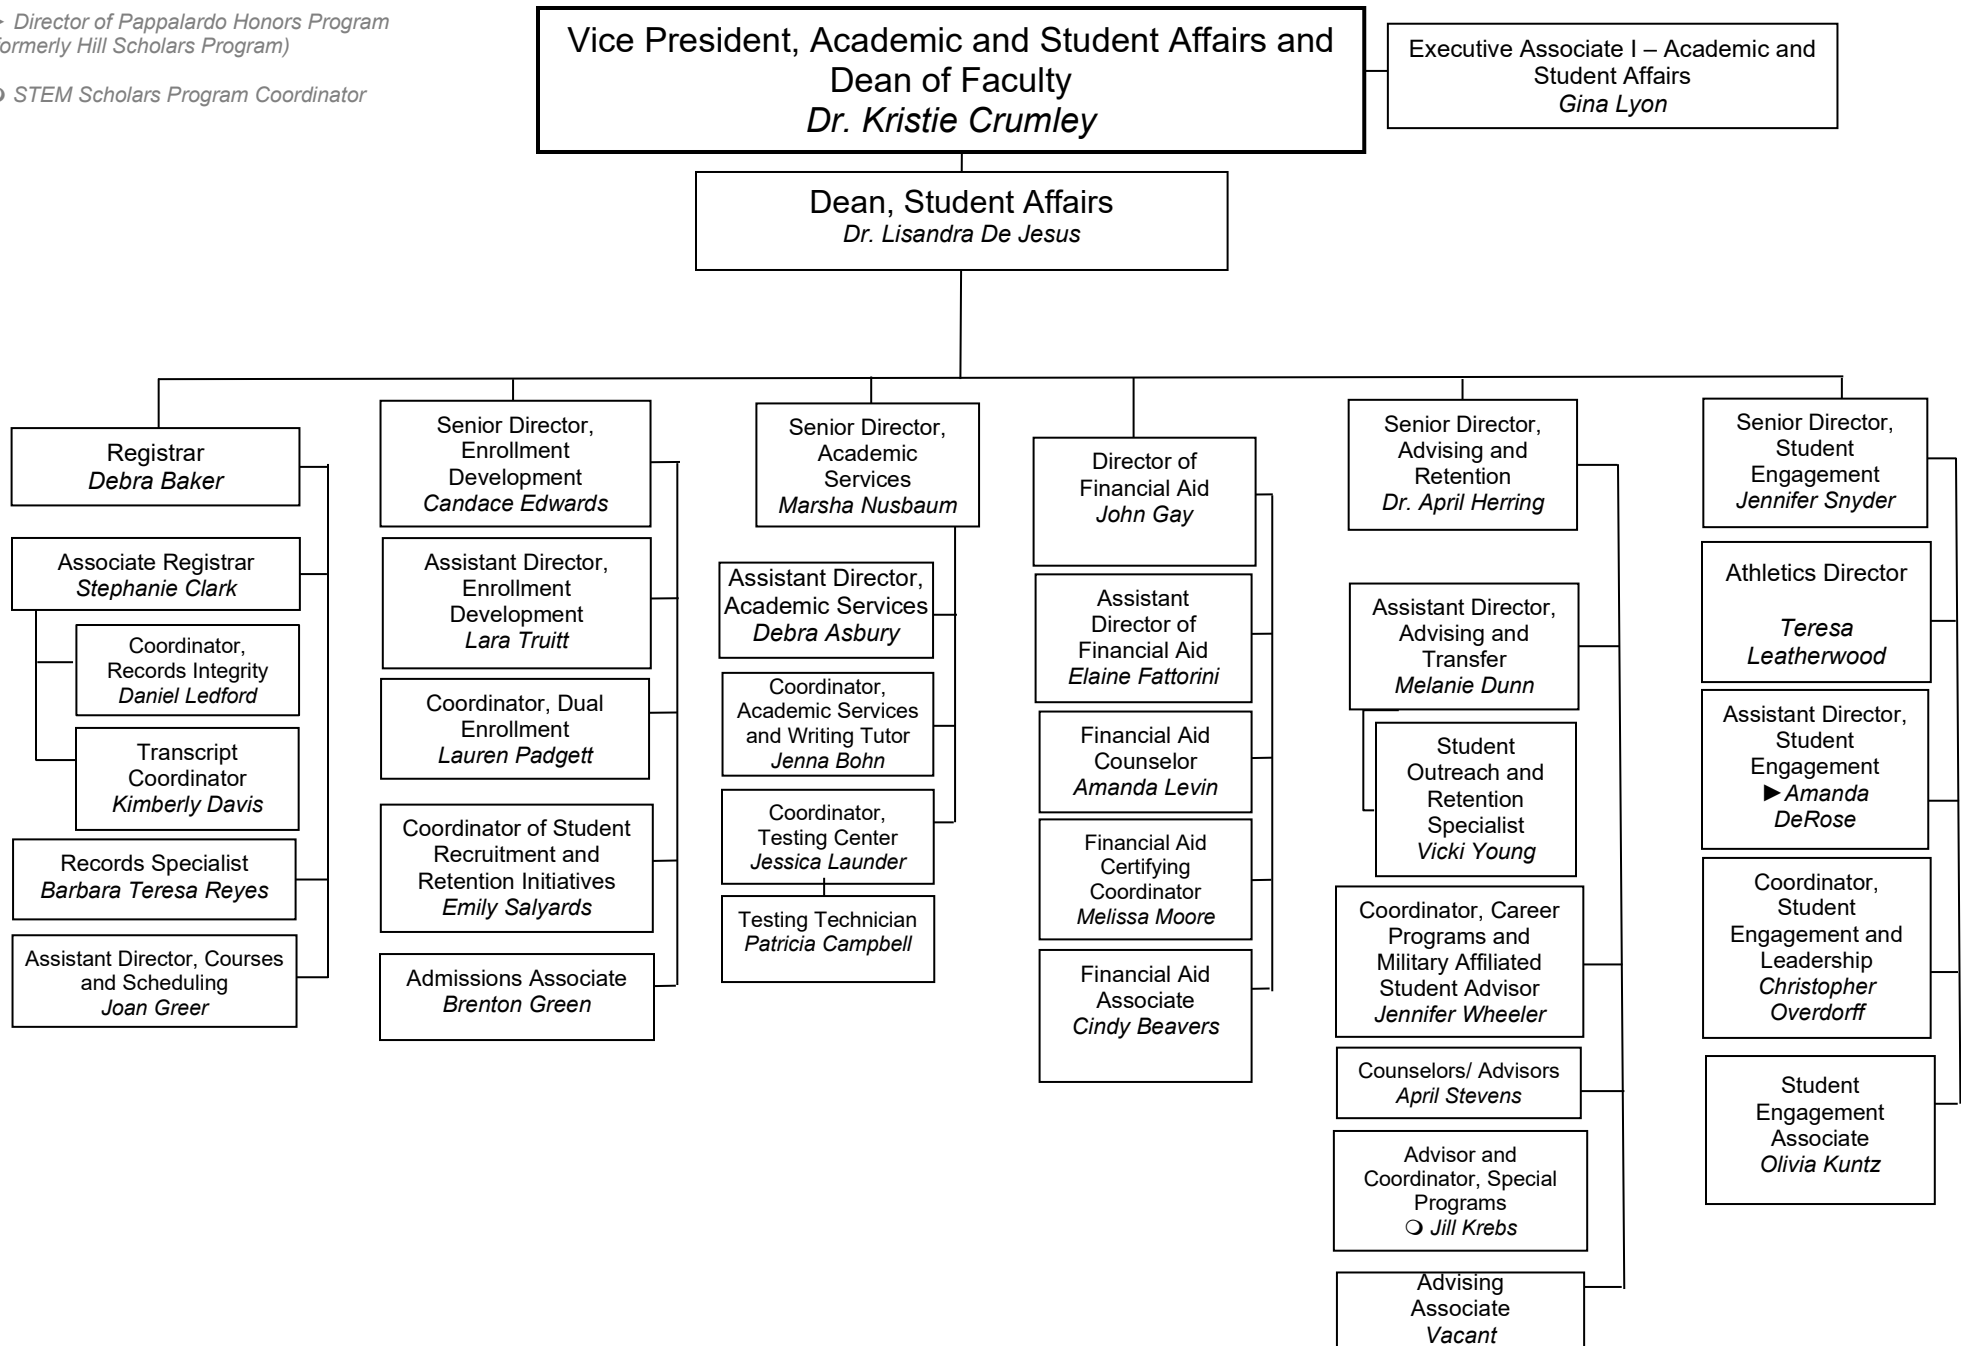 ► Director of Pappalardo Honors Program
formerly Hill Scholars Program)
❍ STEM Scholars Program Coordinator
Vice President, Academic and Student Affairs and
Dean of Faculty
Dr. Kristie Crumley
Executive Associate I – Academic and
Student Affairs
Gina Lyon
Dean, Student Affairs
Dr. Lisandra De Jesus
Registrar
Debra Baker
Associate Registrar
Stephanie Clark
Coordinator,
Records Integrity
Daniel Ledford
Transcript
Coordinator
Kimberly Davis
Records Specialist
Barbara Teresa Reyes
Assistant Director, Courses
and Scheduling
Joan Greer
Senior Director,
Enrollment
Development
Candace Edwards
Assistant Director,
Enrollment
Development
Lara Truitt
Coordinator, Dual
Enrollment
Lauren Padgett
Coordinator of Student
Recruitment and
Retention Initiatives
Emily Salyards
Admissions Associate
Brenton Green
Senior Director,
Academic
Services
Marsha Nusbaum
Assistant Director,
Academic Services
Debra Asbury
Coordinator,
Academic Services
and Writing Tutor
Jenna Bohn
Coordinator,
Testing Center
Jessica Launder
Testing Technician
Patricia Campbell
Director of
Financial Aid
John Gay
Assistant
Director of
Financial Aid
Elaine Fattorini
Financial Aid
Counselor
Amanda Levin
Financial Aid
Certifying
Coordinator
Melissa Moore
Financial Aid
Associate
Cindy Beavers
Senior Director,
Advising and
Retention
Dr. April Herring
Assistant Director,
Advising and
Transfer
Melanie Dunn
Student
Outreach and
Retention
Specialist
Vicki Young
Coordinator, Career
Programs and
Military Affiliated
Student Advisor
Jennifer Wheeler
Counselors/ Advisors
April Stevens
Advisor and
Coordinator, Special
Programs
❍ Jill Krebs
Advising
Associate
Vacant
Senior Director,
Student
Engagement
Jennifer Snyder
Athletics Director
Teresa
Leatherwood
Assistant Director,
Student
Engagement
►Amanda
DeRose
Coordinator,
Student
Engagement and
Leadership
Christopher
Overdorff
Student
Engagement
Associate
Olivia Kuntz